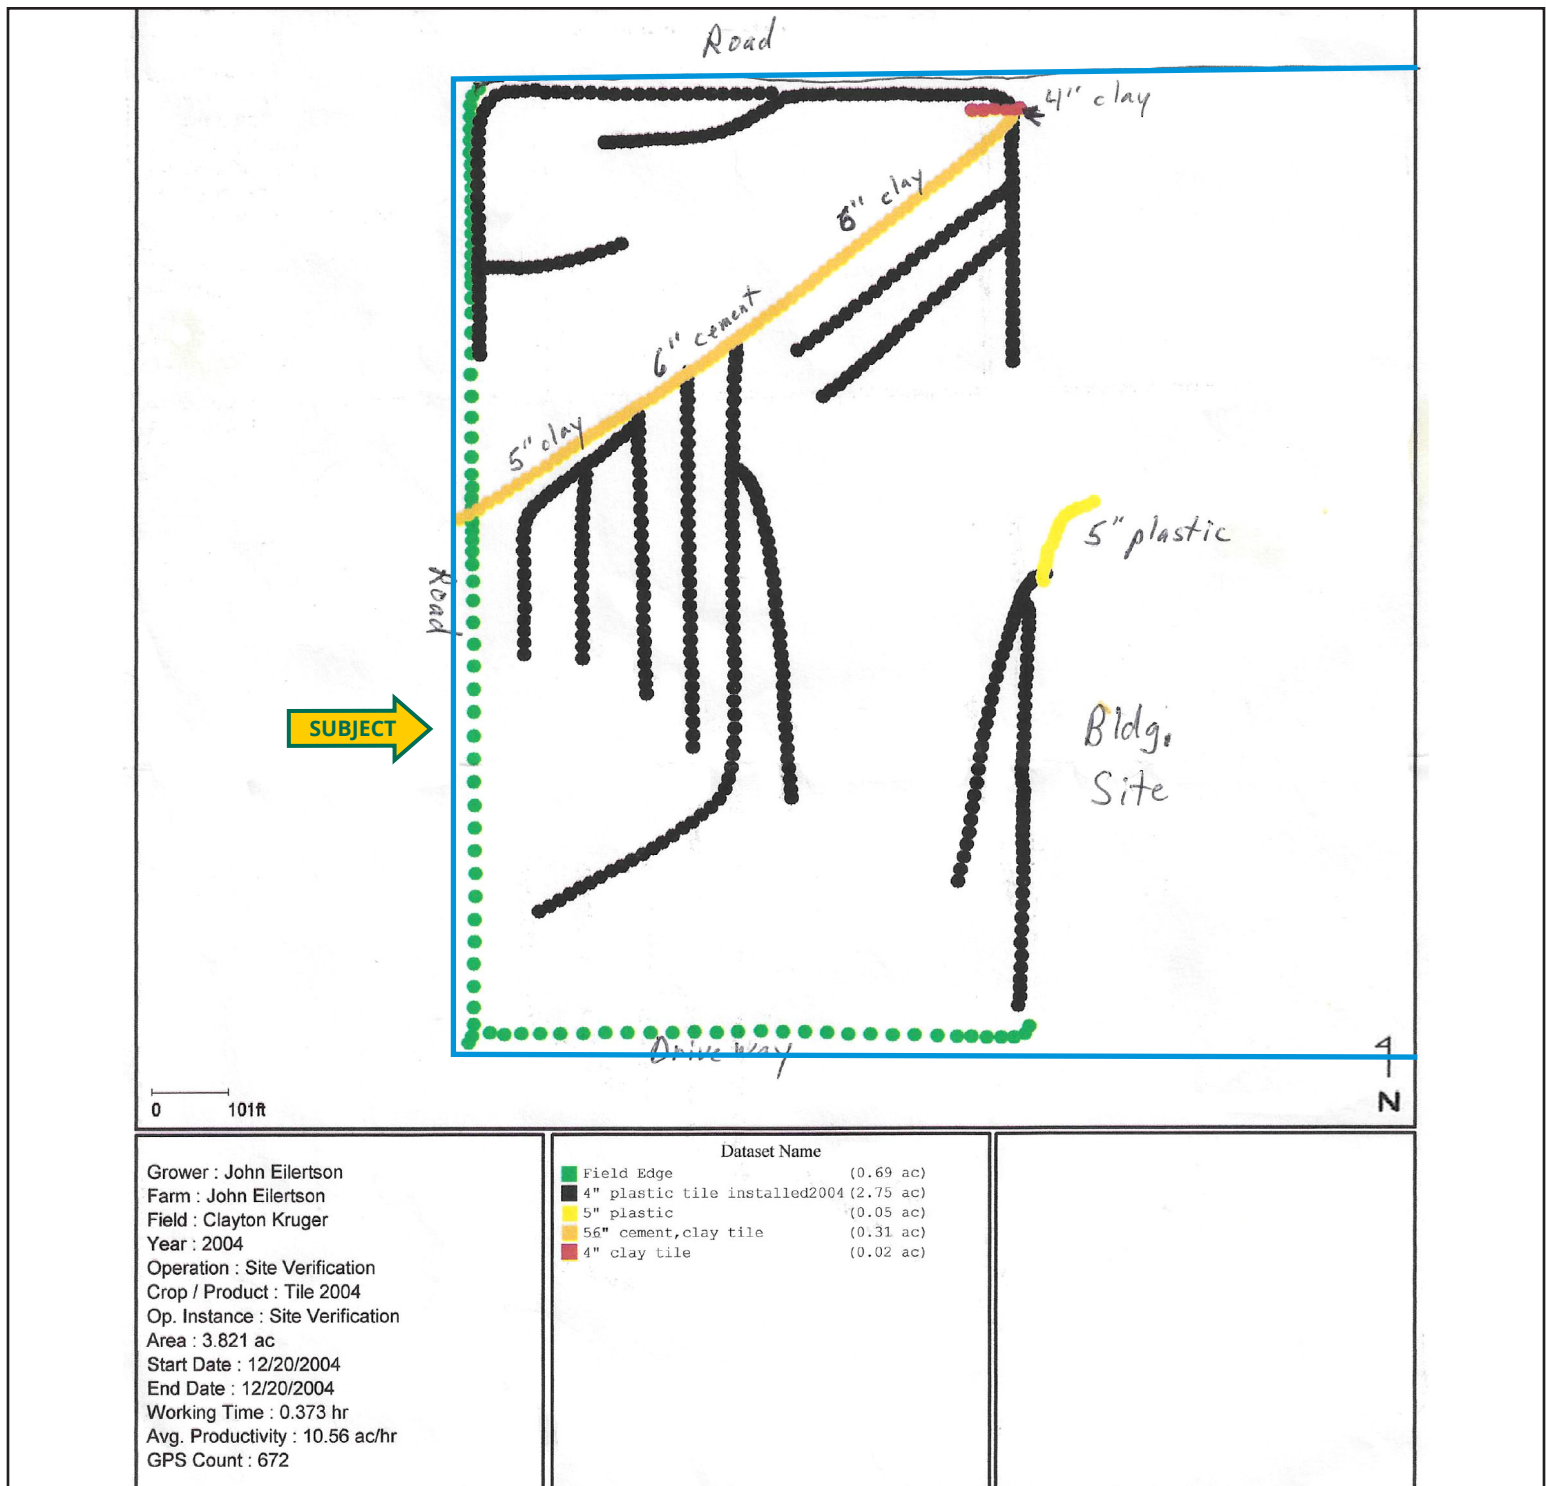 Road
4" clay
8" clay
6" cement
5" clay
5" plastic
Road
SUBJECT
Bldg.
Site
Driveway
0 101ft
N
Grower : John Eilertson
Farm : John Eilertson
Field : Clayton Kruger
Year : 2004
Operation : Site Verification
Crop / Product : Tile 2004
Op. Instance : Site Verification
Area : 3.821 ac
Start Date : 12/20/2004
End Date : 12/20/2004
Working Time : 0.373 hr
Avg. Productivity : 10.56 ac/hr
GPS Count : 672
Dataset Name
Field Edge (0.69 ac)
4" plastic tile installed2004 (2.75 ac)
5" plastic (0.05 ac)
56" cement,clay tile (0.31 ac)
4" clay tile (0.02 ac)